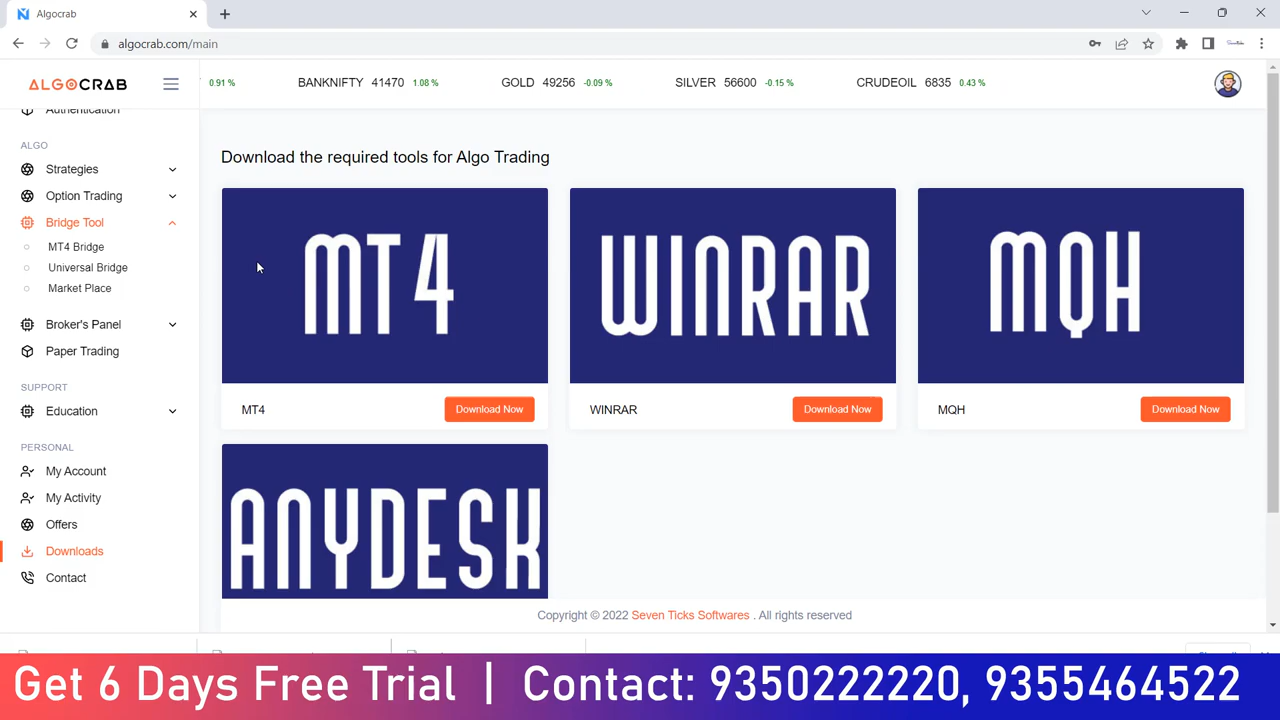 Algocrab
algocrab.com/main
ALGOCRAB
0.91 %
BANKNIFTY 41470 1.08 %
GOLD 49256 -0.09 %
SILVER 56600 -0.15 %
CRUDEOIL 6835 0.43 %
Authentication
ALGO
Strategies
Option Trading
Bridge Tool
MT4 Bridge
Universal Bridge
Market Place
Broker's Panel
Paper Trading
SUPPORT
Education
PERSONAL
My Account
My Activity
Offers
Downloads
Contact
Download the required tools for Algo Trading
MT4
MT4 Download Now
WINRAR
WINRAR Download Now
MQH
MQH Download Now
ANYDESK
Copyright © 2022 Seven Ticks Softwares . All rights reserved
Get 6 Days Free Trial | Contact: 9350222220, 9355464522